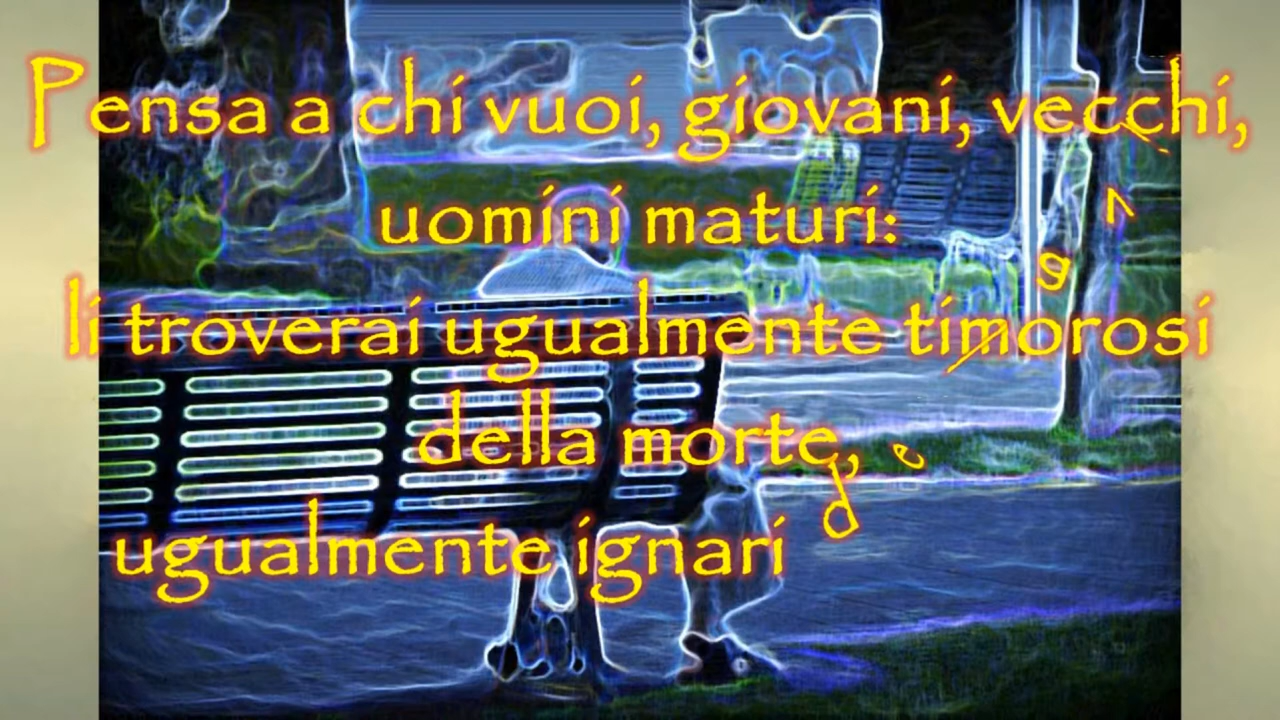 Pensa a chi vuoi, giovani, vecchi,
uomini maturi:
li troverai ugualmente timorosi
della morte,
ugualmente ignari